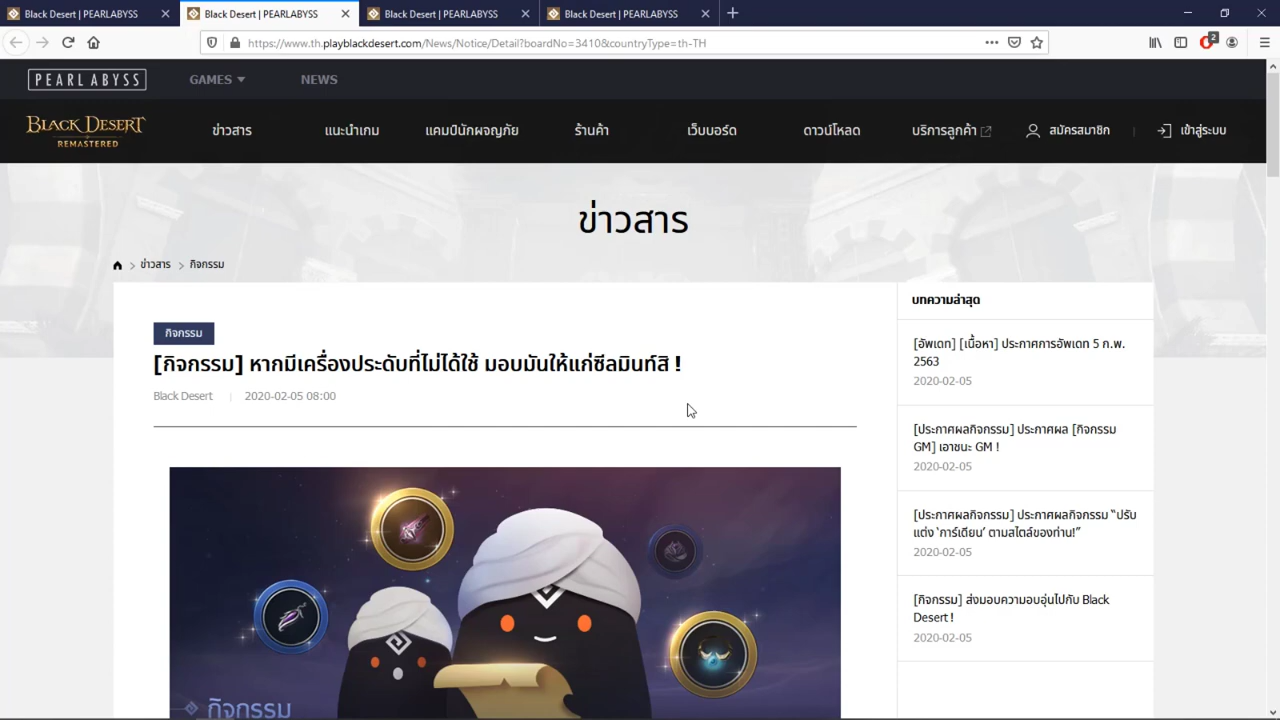 Black Desert | PEARLABYSS
Black Desert | PEARLABYSS
Black Desert | PEARLABYSS
Black Desert | PEARLABYSS
https://www.th.playblackdesert.com/News/Notice/Detail?boardNo=3410&countryType=th-TH
2
PEARL ABYSS
GAMES
NEWS
BLACK DESERT
REMASTERED
ข่าวสาร
แนะนำเกม
แคมป์นักผจญภัย
ร้านค้า
เว็บบอร์ด
ดาวน์โหลด
บริการลูกค้า
สมัครสมาชิก
เข้าสู่ระบบ
ข่าวสาร
ข่าวสาร
กิจกรรม
กิจกรรม
[กิจกรรม] หากมีเครื่องประดับที่ไม่ได้ใช้ มอบมันให้แก่ซีลมินท์สิ !
Black Desert
2020-02-05 08:00
กิจกรรม
บทความล่าสุด
[อัพเดท] [เนื้อหา] ประกาศการอัพเดท 5 ก.พ.
2563
2020-02-05
[ประกาศผลกิจกรรม] ประกาศผล [กิจกรรม
GM] เอาชนะ GM !
2020-02-05
[ประกาศผลกิจกรรม] ประกาศผลกิจกรรม “ปรับ
แต่ง ‘การ์เดียน’ ตามสไตล์ของท่าน!”
2020-02-05
[กิจกรรม] ส่งมอบความอบอุ่นไปกับ Black
Desert !
2020-02-05